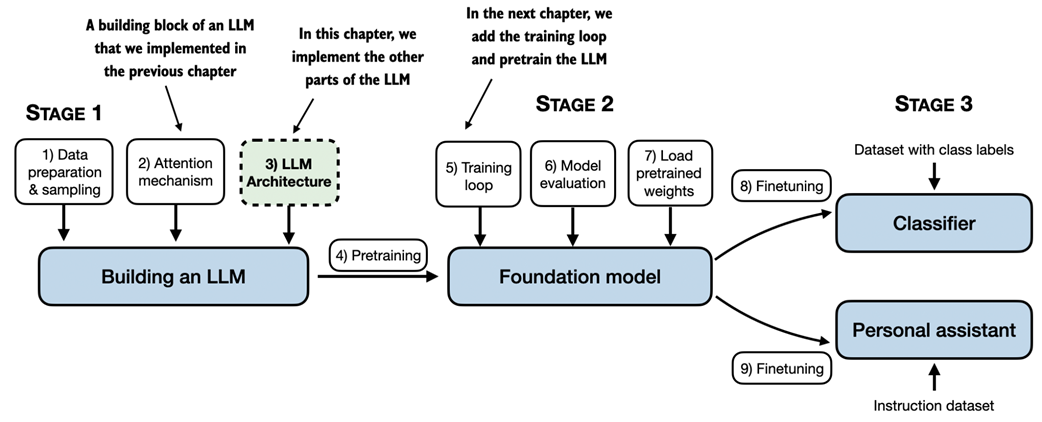 A building block of an LLM
that we implemented in
the previous chapter
In this chapter, we
implement the other
parts of the LLM
In the next chapter, we
add the training loop
and pretrain the LLM
STAGE 1
STAGE 2
STAGE 3
1) Data
preparation
& sampling
2) Attention
mechanism
3) LLM
Architecture
5) Training
loop
6) Model
evaluation
7) Load
pretrained
weights
Dataset with class labels
8) Finetuning
Classifier
Building an LLM
4) Pretraining
Foundation model
Personal assistant
9) Finetuning
Instruction dataset